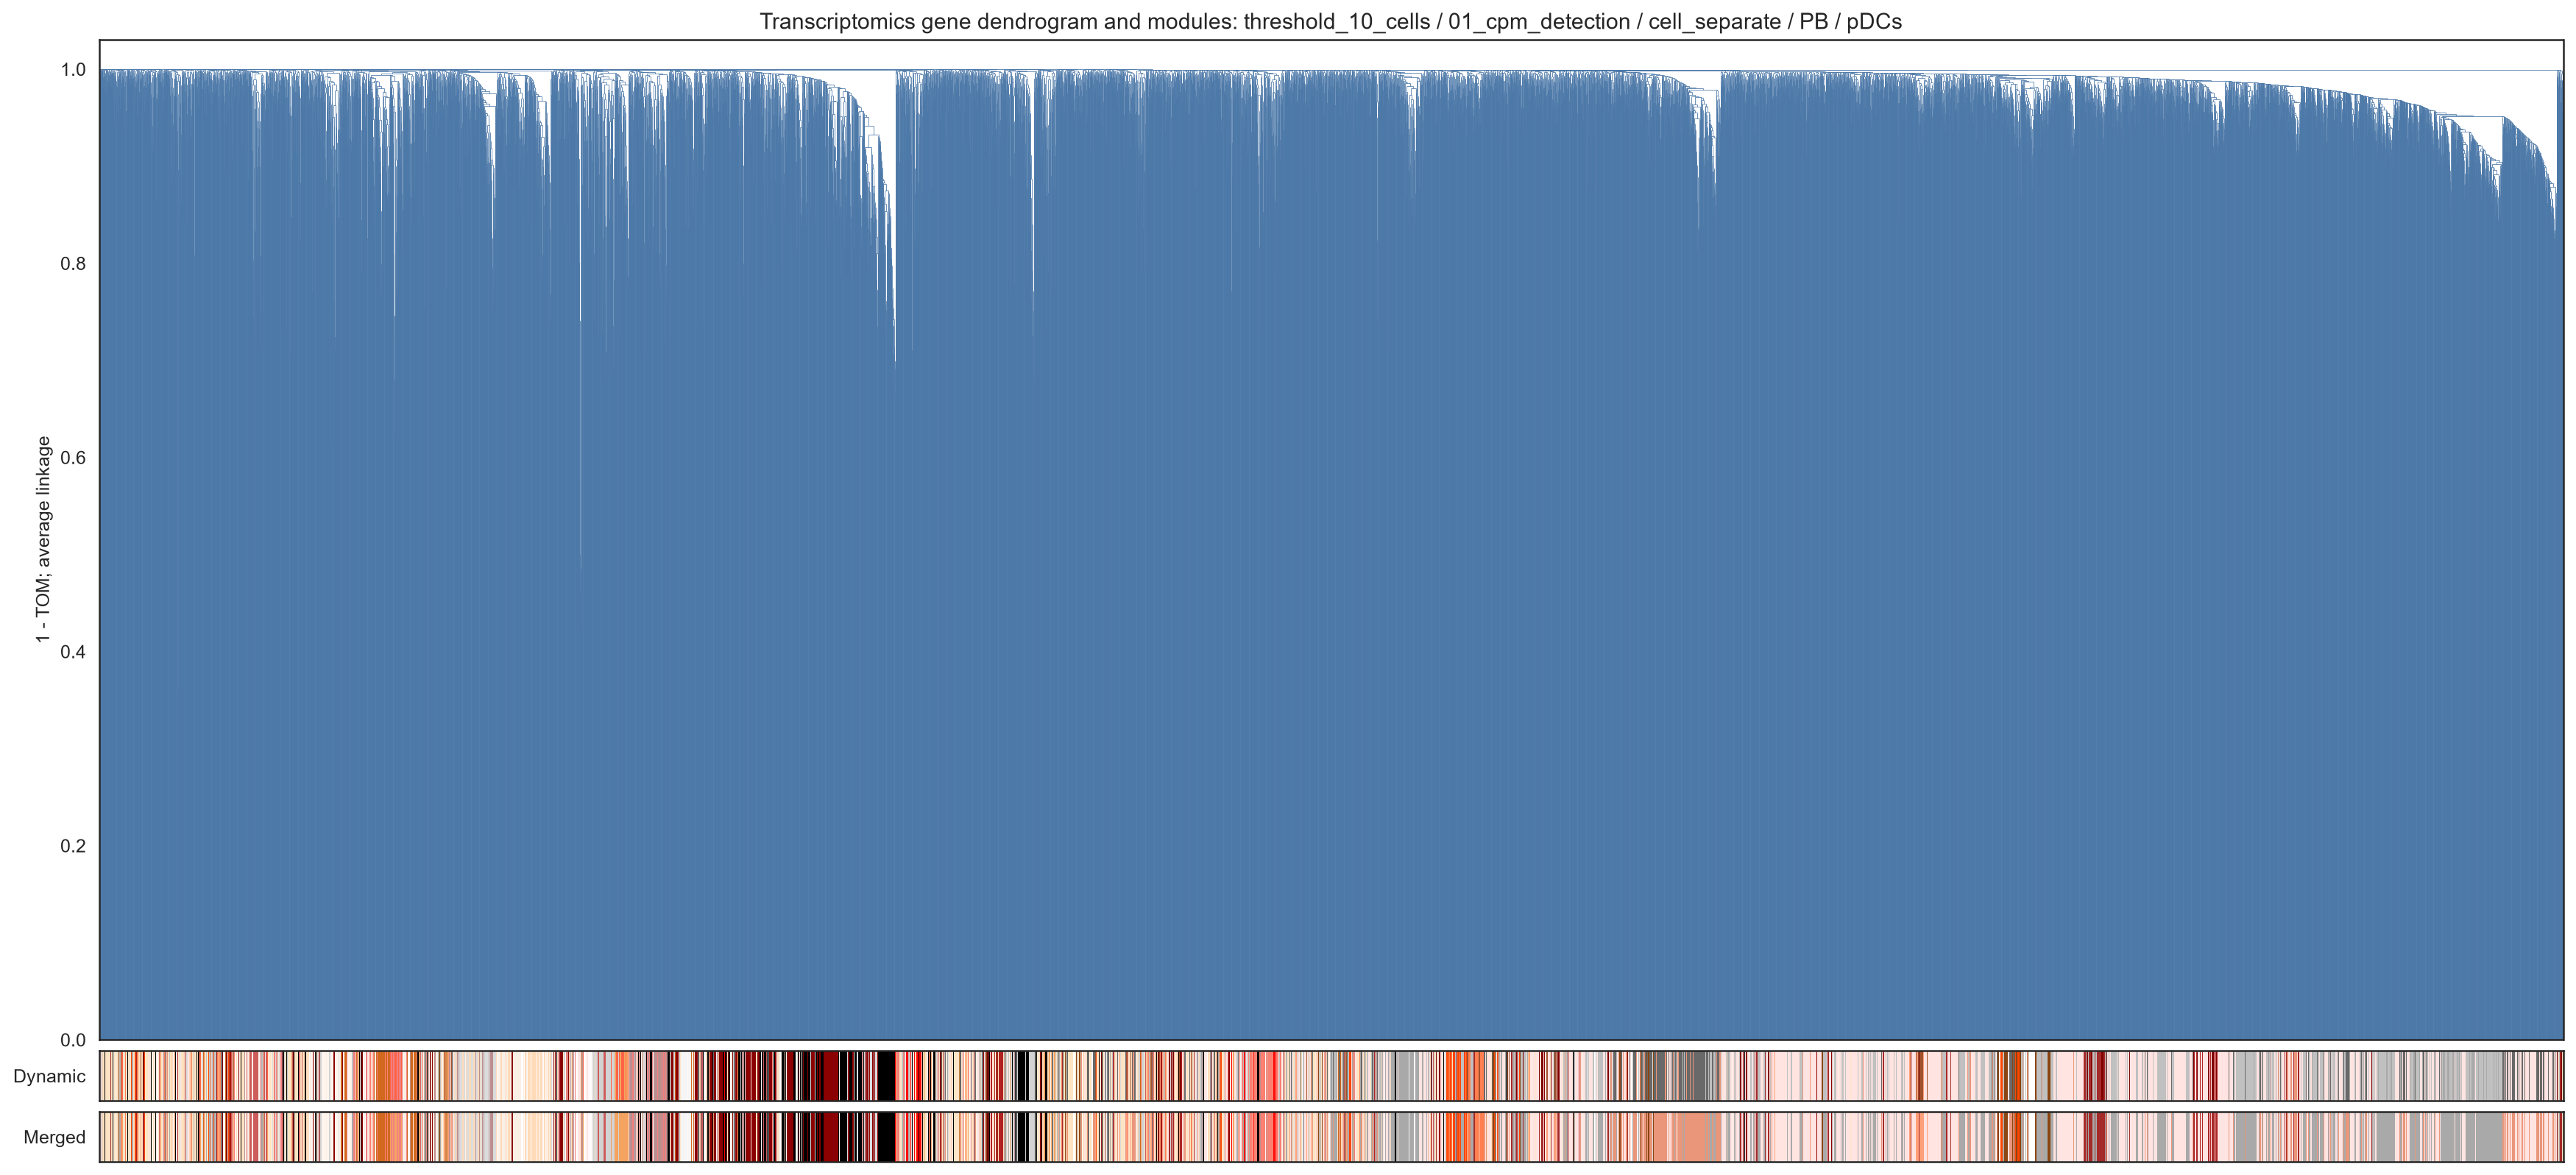 Transcriptomics gene dendrogram and modules: threshold_10_cells / 01_cpm_detection / cell_separate / PB / pDCs
1.0
0.8
0.6
0.4
0.2
0.0
1 - TOM; average linkage
Dynamic
Merged